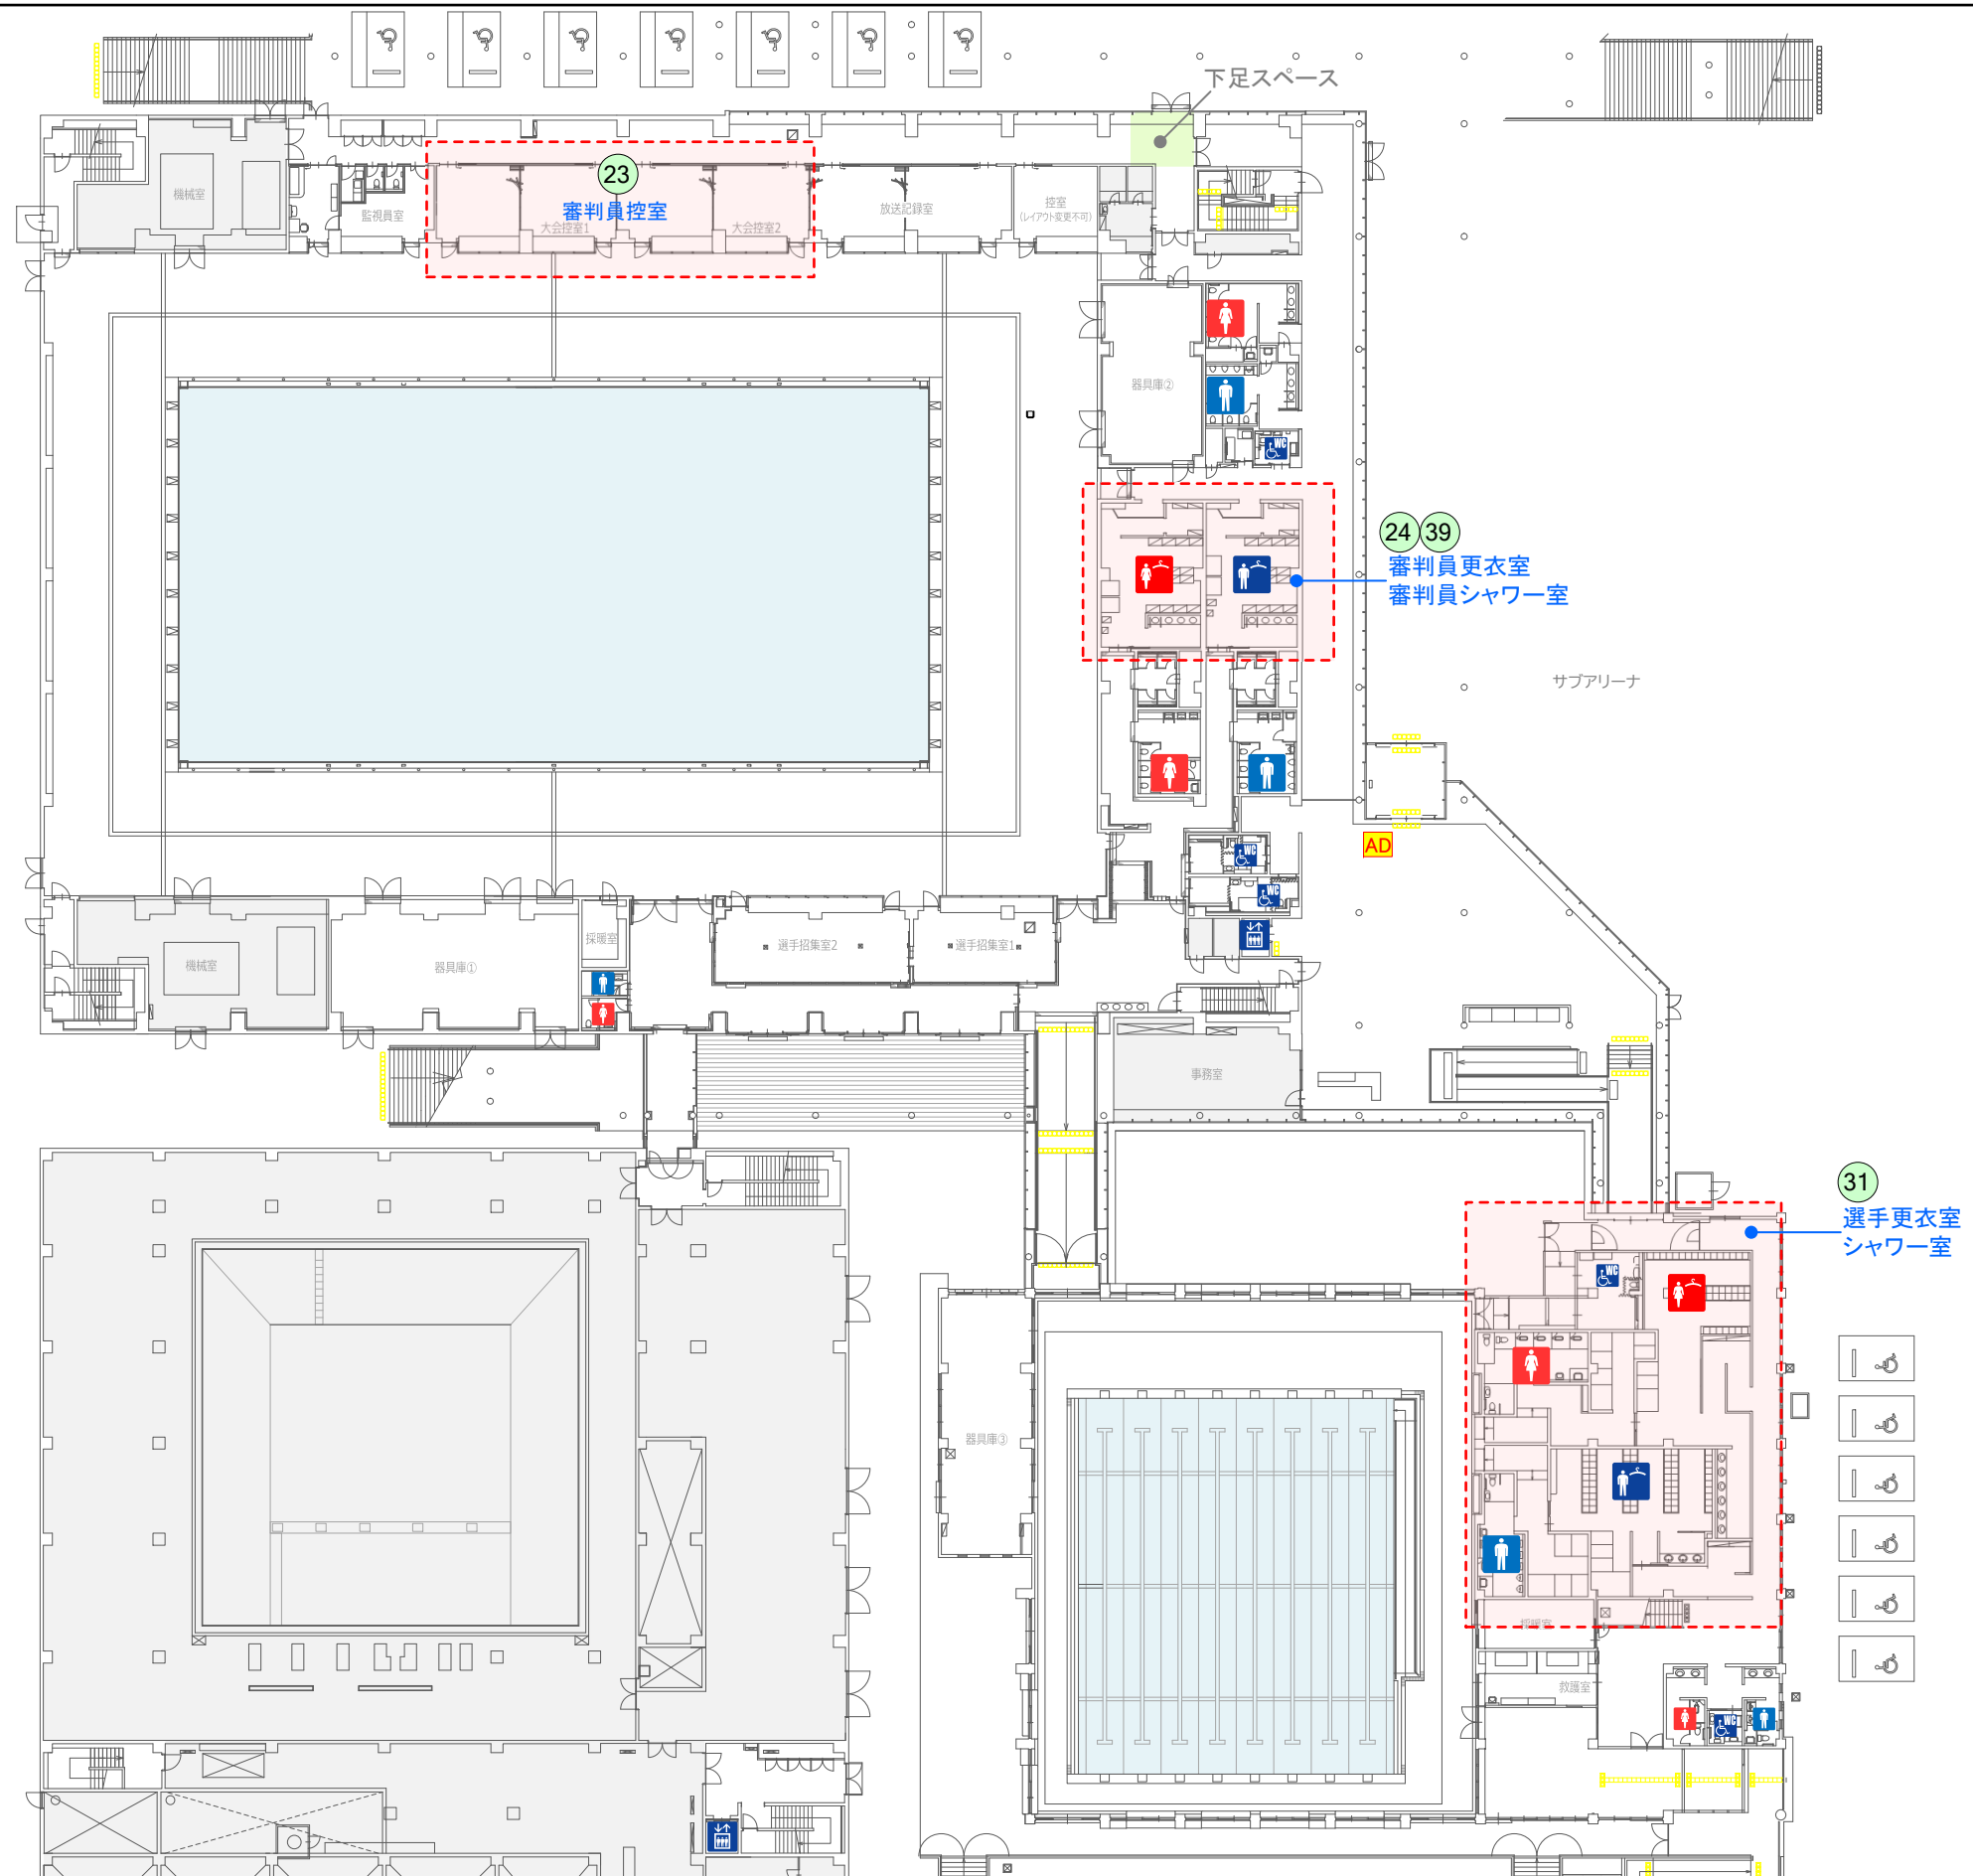 下足スペース
23
審判員控室
機械室
監視員室
大会控室1
大会控室2
放送記録室
控室
(レイアウト変更不可)
器具庫②
WC
24 39
審判員更衣室
審判員シャワー室
サブアリーナ
AD
WC
WC
採暖室
選手招集室2
選手招集室1
機械室
器具庫①
事務室
31
選手更衣室
シャワー室
WC
器具庫③
採暖室
救護室
WC